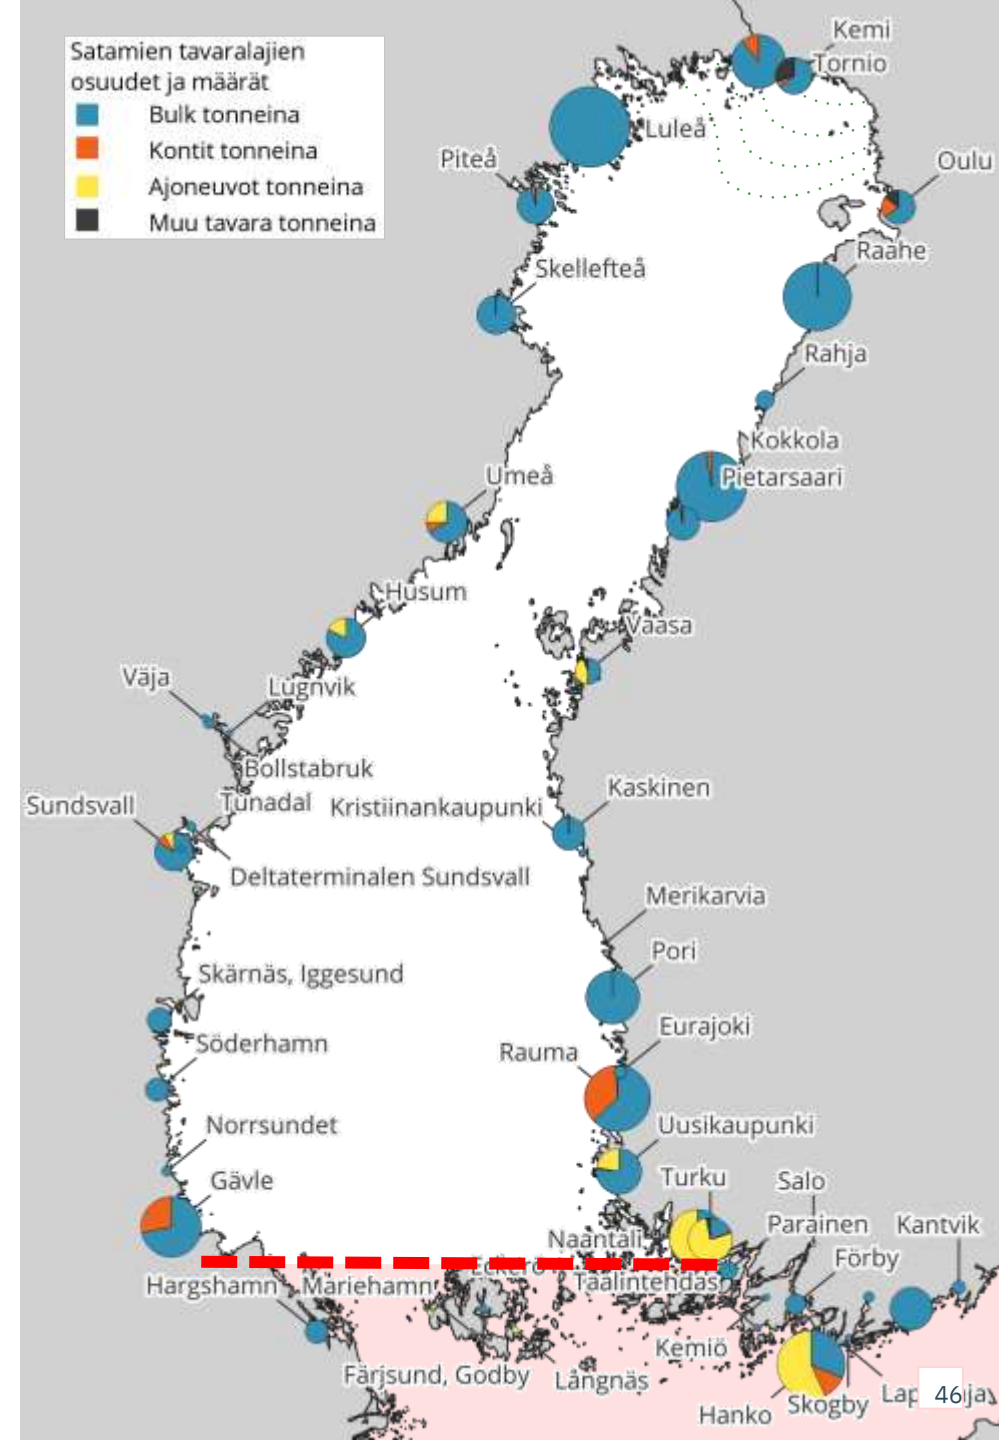 Satamien tavaralajien
osuudet ja määrät
Bulk tonneina
Kontit tonneina
Ajoneuvot tonneina
Muu tavara tonneina
Kemi
Tornio
Luleå
Piteå
Oulu
Raahe
Skellefteå
Rahja
Kokkola
Pietarsaari
Umeå
Husum
Vaasa
Väja
Lugnvik
Bollstabruk
Kaskinen
Sundsvall
Tunadal
Kristiinankaupunki
Deltaterminalen Sundsvall
Merikarvia
Pori
Skärnäs, Iggesund
Eurajoki
Söderhamn
Rauma
Norrsundet
Uusikaupunki
Gävle
Turku
Salo
Parainen
Kantvik
Naantali
Förby
Eckerö
Hargshamn
Mariehamn
Taalintehdas
Kemiö
Färjsund, Godby
Långnäs
Hanko
Skogby
46